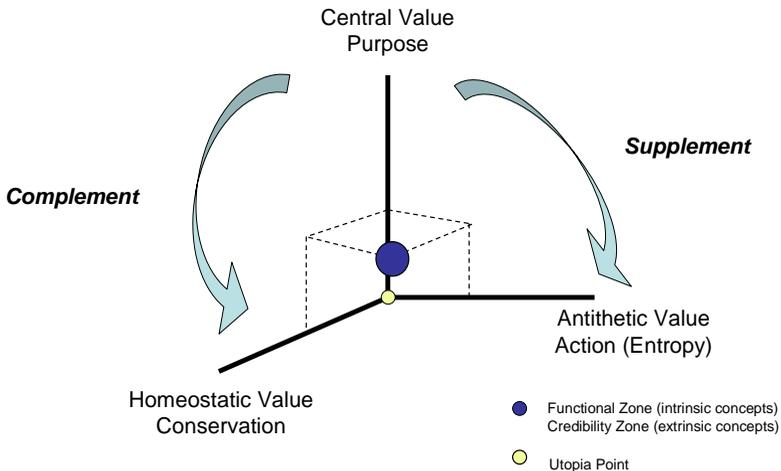 Central Value
Purpose
Supplement
Complement
Antithetic Value
Action (Entropy)
Homeostatic Value
Conservation
Functional Zone (intrinsic concepts)
Credibility Zone (extrinsic concepts)
Utopia Point